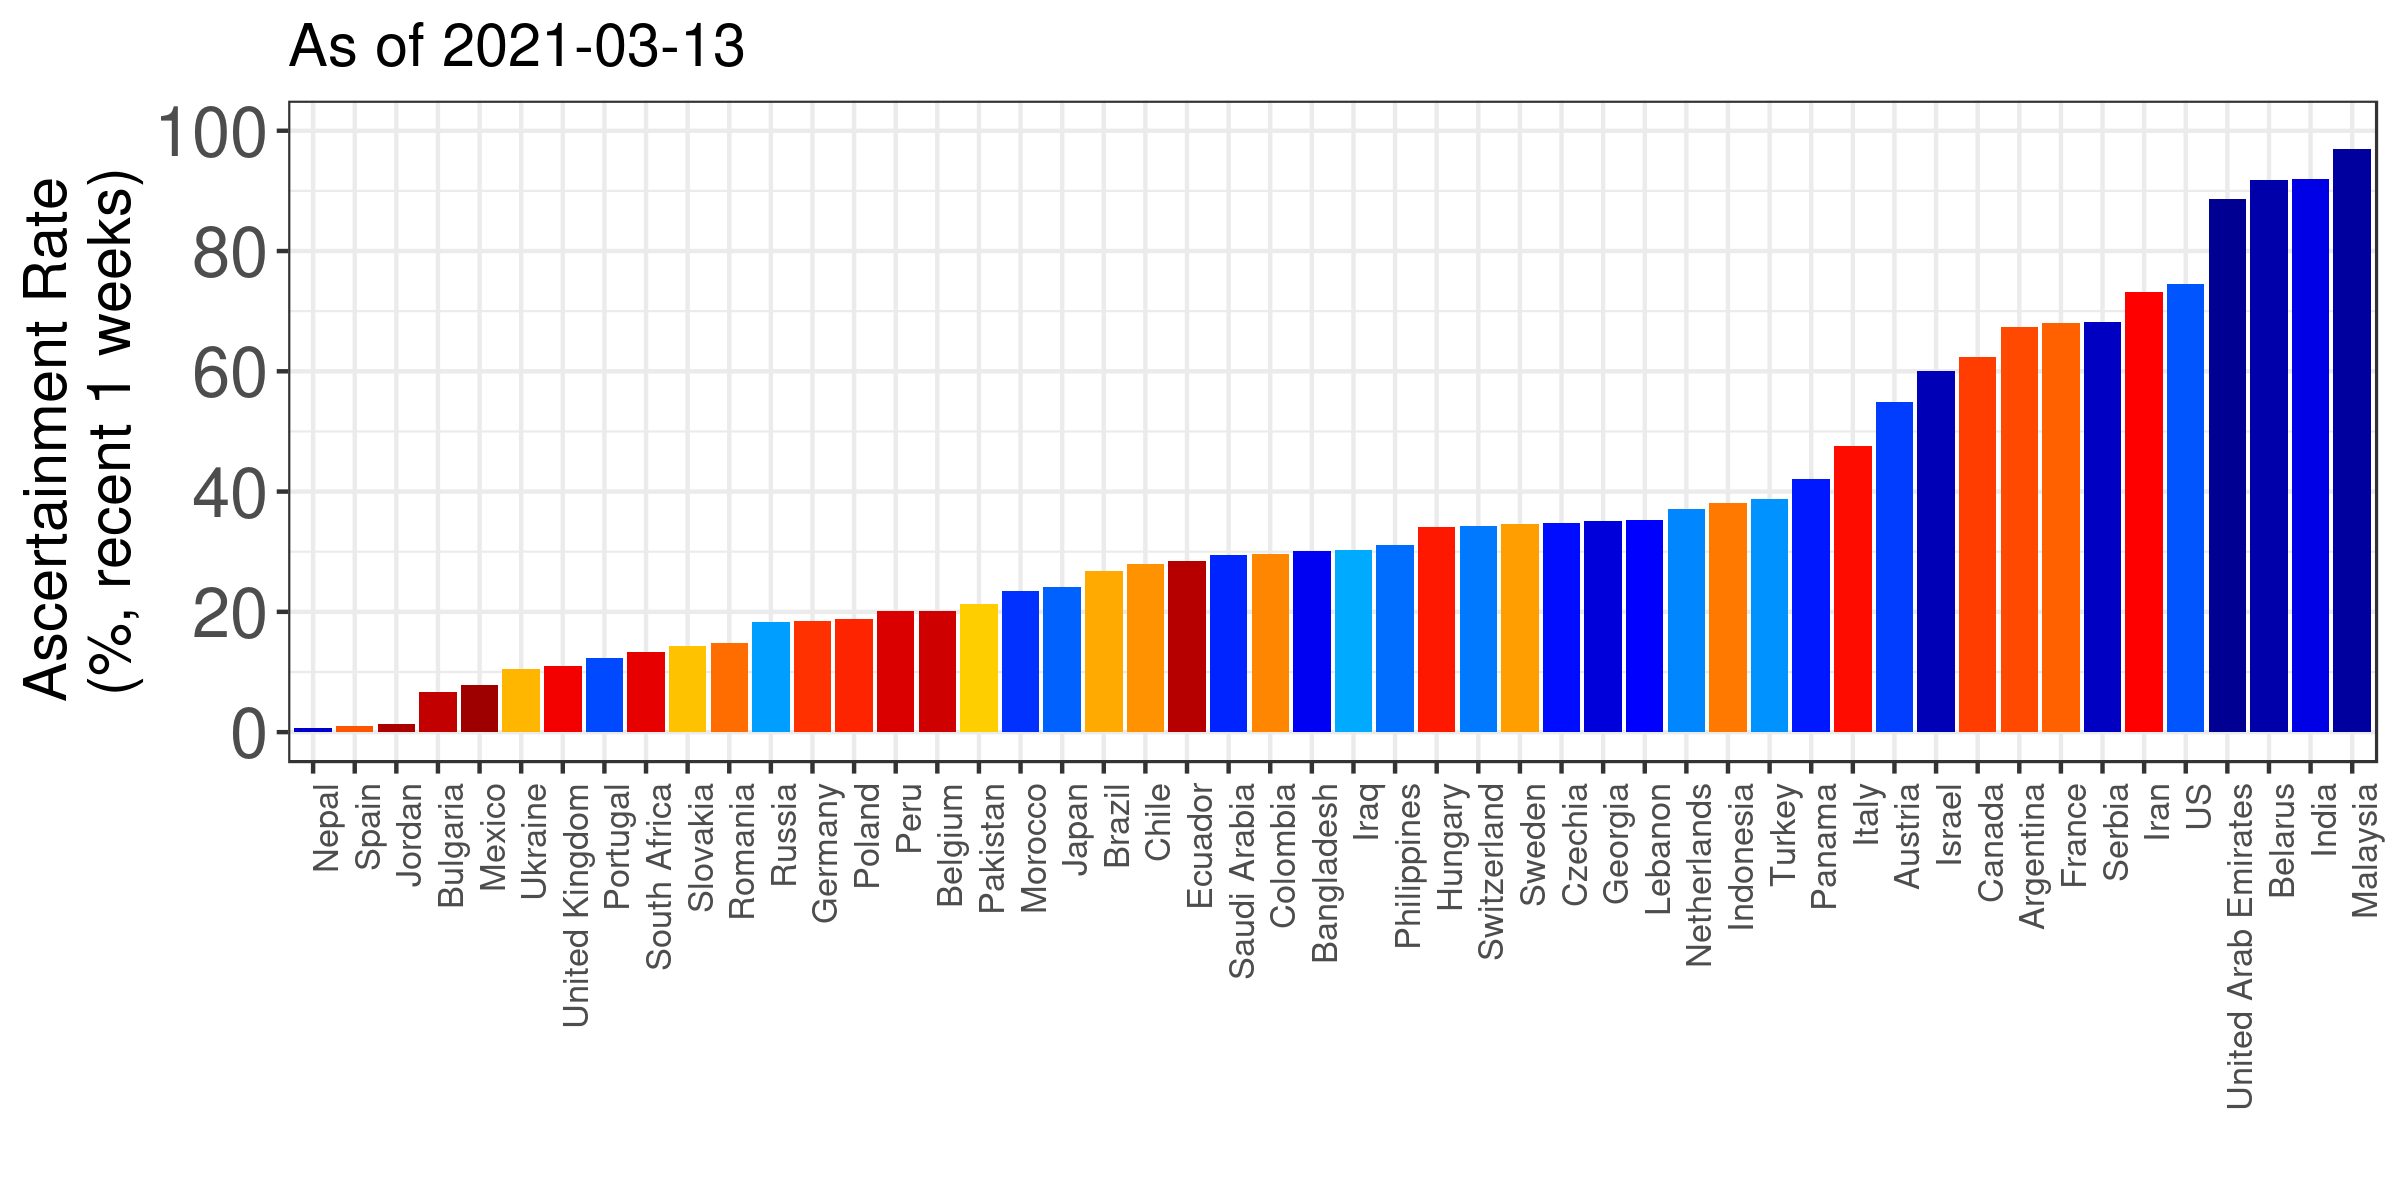 As of 2021-03-13
Ascertainment Rate
(%, recent 1 weeks)
100
80
60
40
20
0
Nepal
Spain
Jordan
Bulgaria
Mexico
Ukraine
United Kingdom
Portugal
South Africa
Slovakia
Romania
Russia
Germany
Poland
Peru
Belgium
Pakistan
Morocco
Japan
Brazil
Chile
Ecuador
Saudi Arabia
Colombia
Bangladesh
Iraq
Philippines
Hungary
Switzerland
Sweden
Czechia
Georgia
Lebanon
Netherlands
Indonesia
Turkey
Panama
Italy
Austria
Israel
Canada
Argentina
France
Serbia
Iran
US
United Arab Emirates
Belarus
India
Malaysia